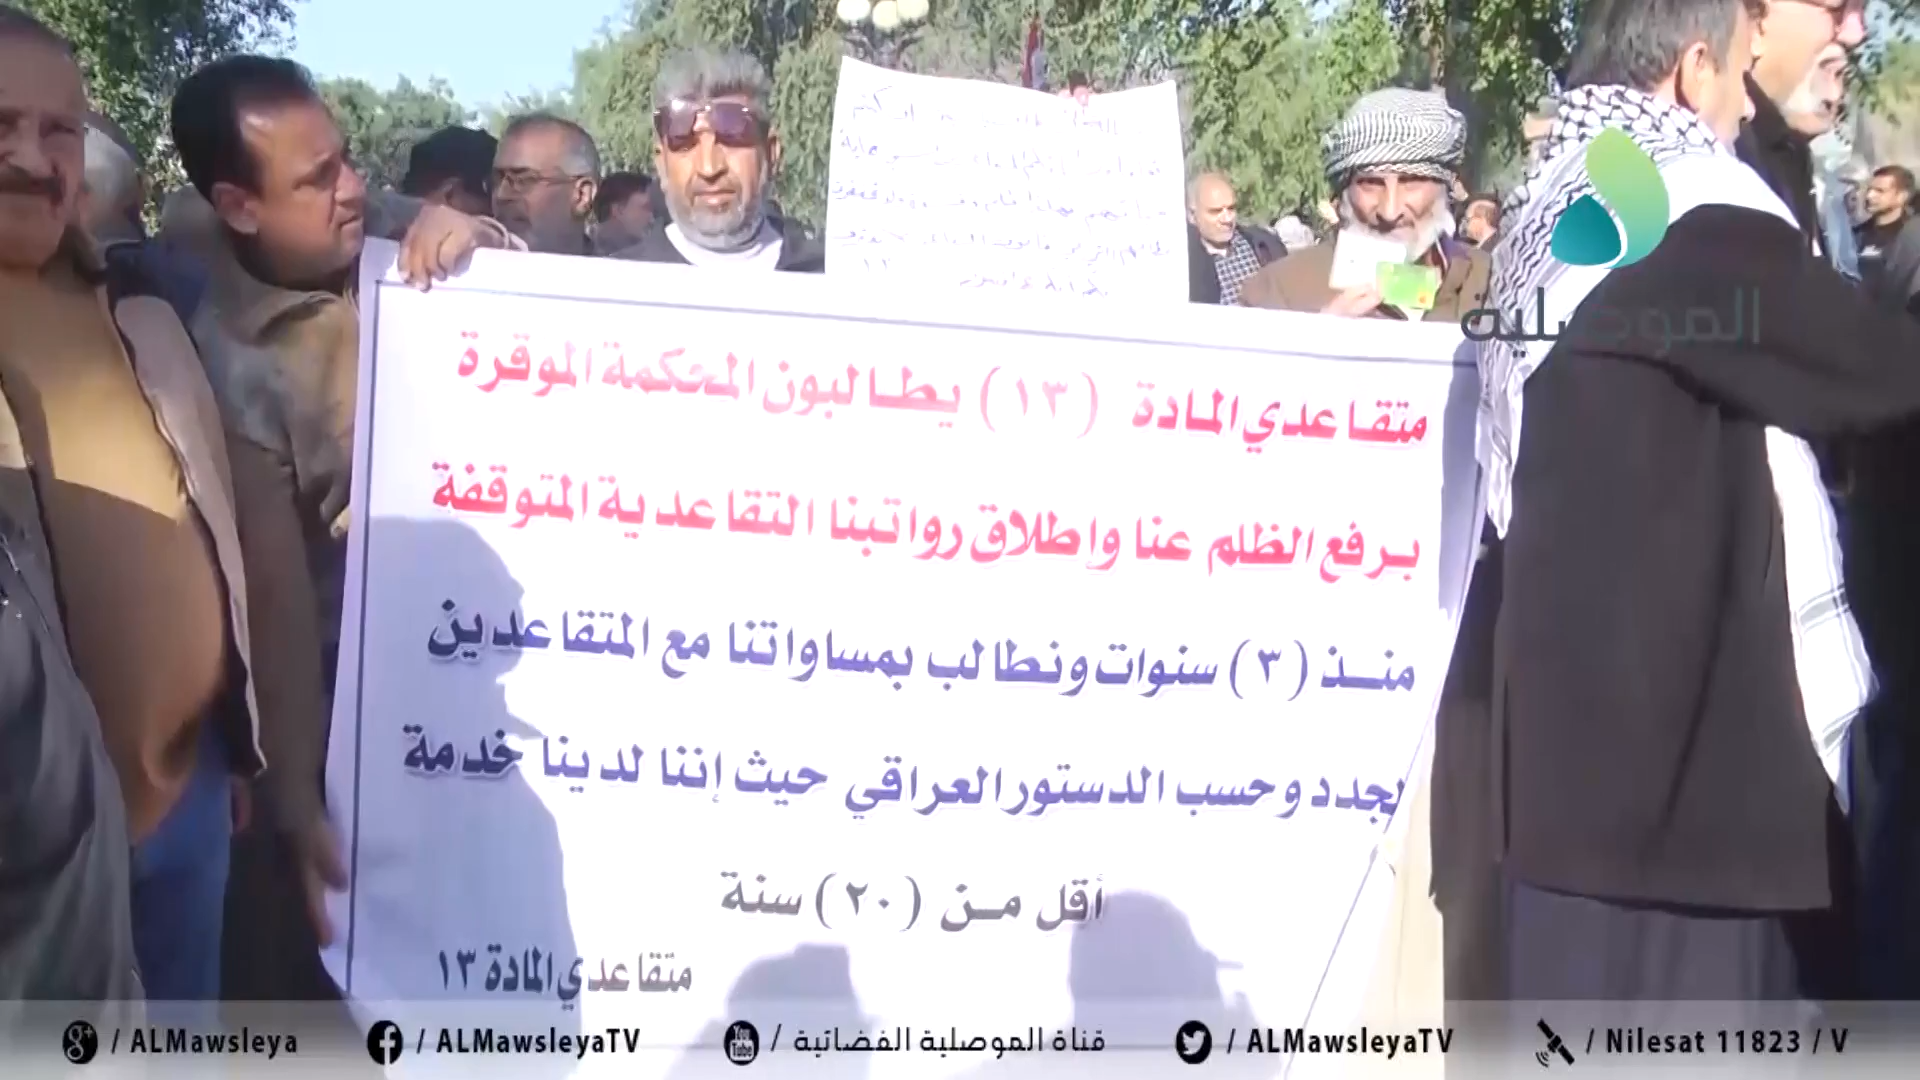 الموصلية
متقاعدي المادة (١٣) يطالبون المحكمة الموقرة
برفع الظلم عنا واطلاق رواتبنا التقاعدية المتوقفة
منذ (٣) سنوات ونطالب بمساواتنا مع المتقاعدين
لجدد وحسب الدستور العراقي حيث إننا لدينا خدمة
أقل من (٢٠) سنة
متقاعدي المادة ١٣
/ ALMawsleya
/ ALMawsleyaTV
/ قناة الموصلية الفضائية
/ ALMawsleyaTV
/ Nilesat 11823 / V